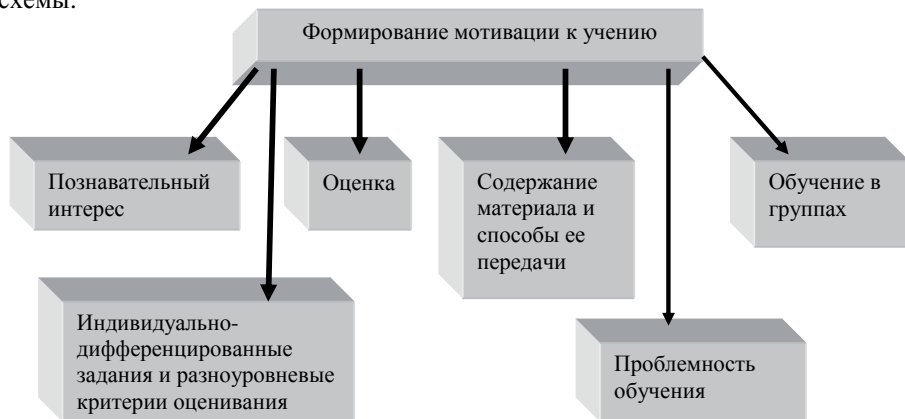 схемы.
Формирование мотивации к учению
Познавательный
интерес
Оценка
Содержание
материала и
способы ее
передачи
Обучение в
группах
Индивидуально-
дифференцированные
задания и разноуровневые
критерии оценивания
Проблемность
обучения